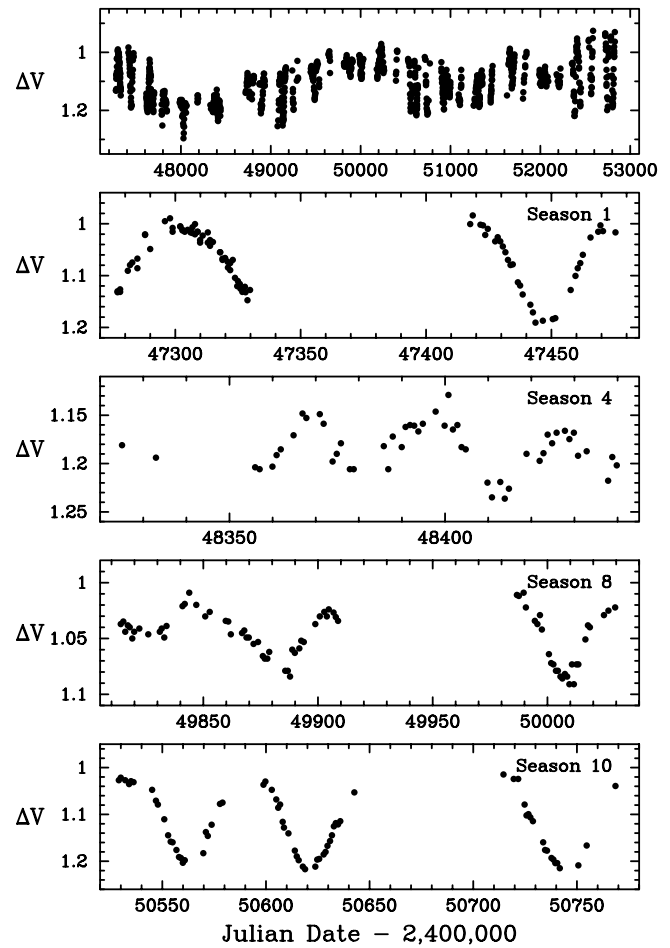 1
ΔV
1.2
48000 49000 50000 51000 52000 53000
Season 1
1
ΔV
1.1
1.2
47300 47350 47400 47450
Season 4
1.15
ΔV 1.2
1.25
48350 48400
Season 8
1
ΔV 1.05
1.1
49850 49900 49950 50000
Season 10
1
ΔV 1.1
1.2
50550 50600 50650 50700 50750
Julian Date − 2,400,000